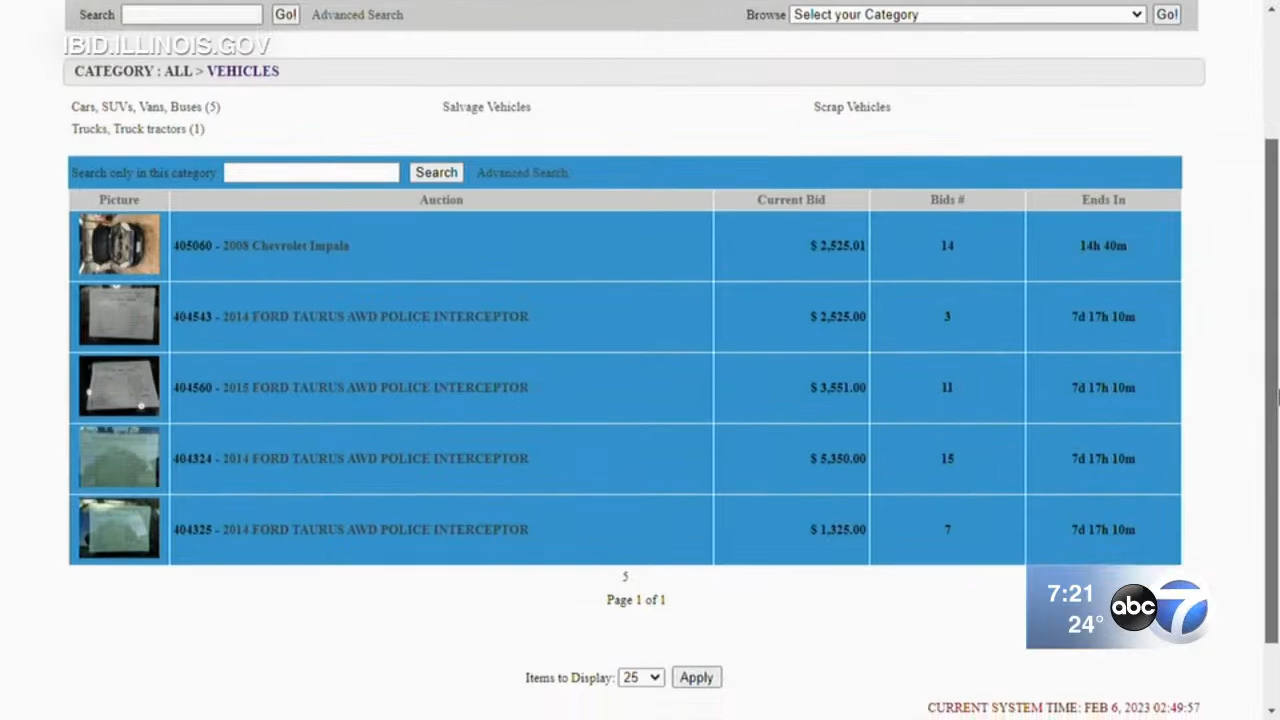 Search Go! Advanced Search Browse Select your Category Go!
IBID.ILLINOIS.GOV
CATEGORY : ALL > VEHICLES
Cars, SUVs, Vans, Buses (5) Salvage Vehicles Scrap Vehicles
Trucks, Truck tractors (1)
Search only in this category Search Advanced Search
Picture Auction Current Bid Bids # Ends In
405060 - 2008 Chevrolet Impala $ 2,525.01 14 14h 40m
404543 - 2014 FORD TAURUS AWD POLICE INTERCEPTOR $ 2,525.00 3 7d 17h 10m
404560 - 2015 FORD TAURUS AWD POLICE INTERCEPTOR $ 3,551.00 11 7d 17h 10m
404324 - 2014 FORD TAURUS AWD POLICE INTERCEPTOR $ 5,350.00 15 7d 17h 10m
404325 - 2014 FORD TAURUS AWD POLICE INTERCEPTOR $ 1,325.00 7 7d 17h 10m
5
Page 1 of 1
7:21
24°
abc 7
Items to Display: 25 Apply
CURRENT SYSTEM TIME: FEB 6, 2023 02:49:57